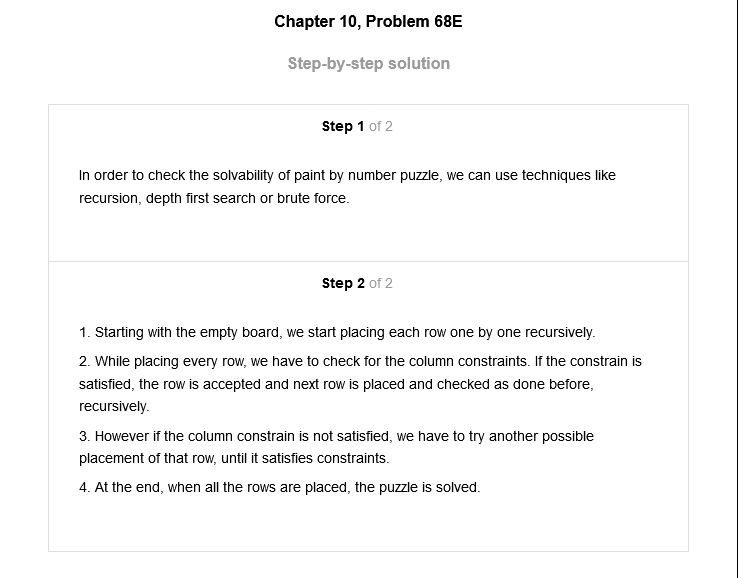 Chapter 10, Problem 68E
Step-by-step solution
Step 1 of 2
In order to check the solvability of paint by number puzzle, we can use techniques like
recursion, depth first search or brute force.
Step 2 of 2
1. Starting with the empty board, we start placing each row one by one recursively.
2. While placing every row, we have to check for the column constraints. If the constrain is
satisfied, the row is accepted and next row is placed and checked as done before,
recursively.
3. However if the column constrain is not satisfied, we have to try another possible
placement of that row, until it satisfies constraints.
4. At the end, when all the rows are placed, the puzzle is solved.